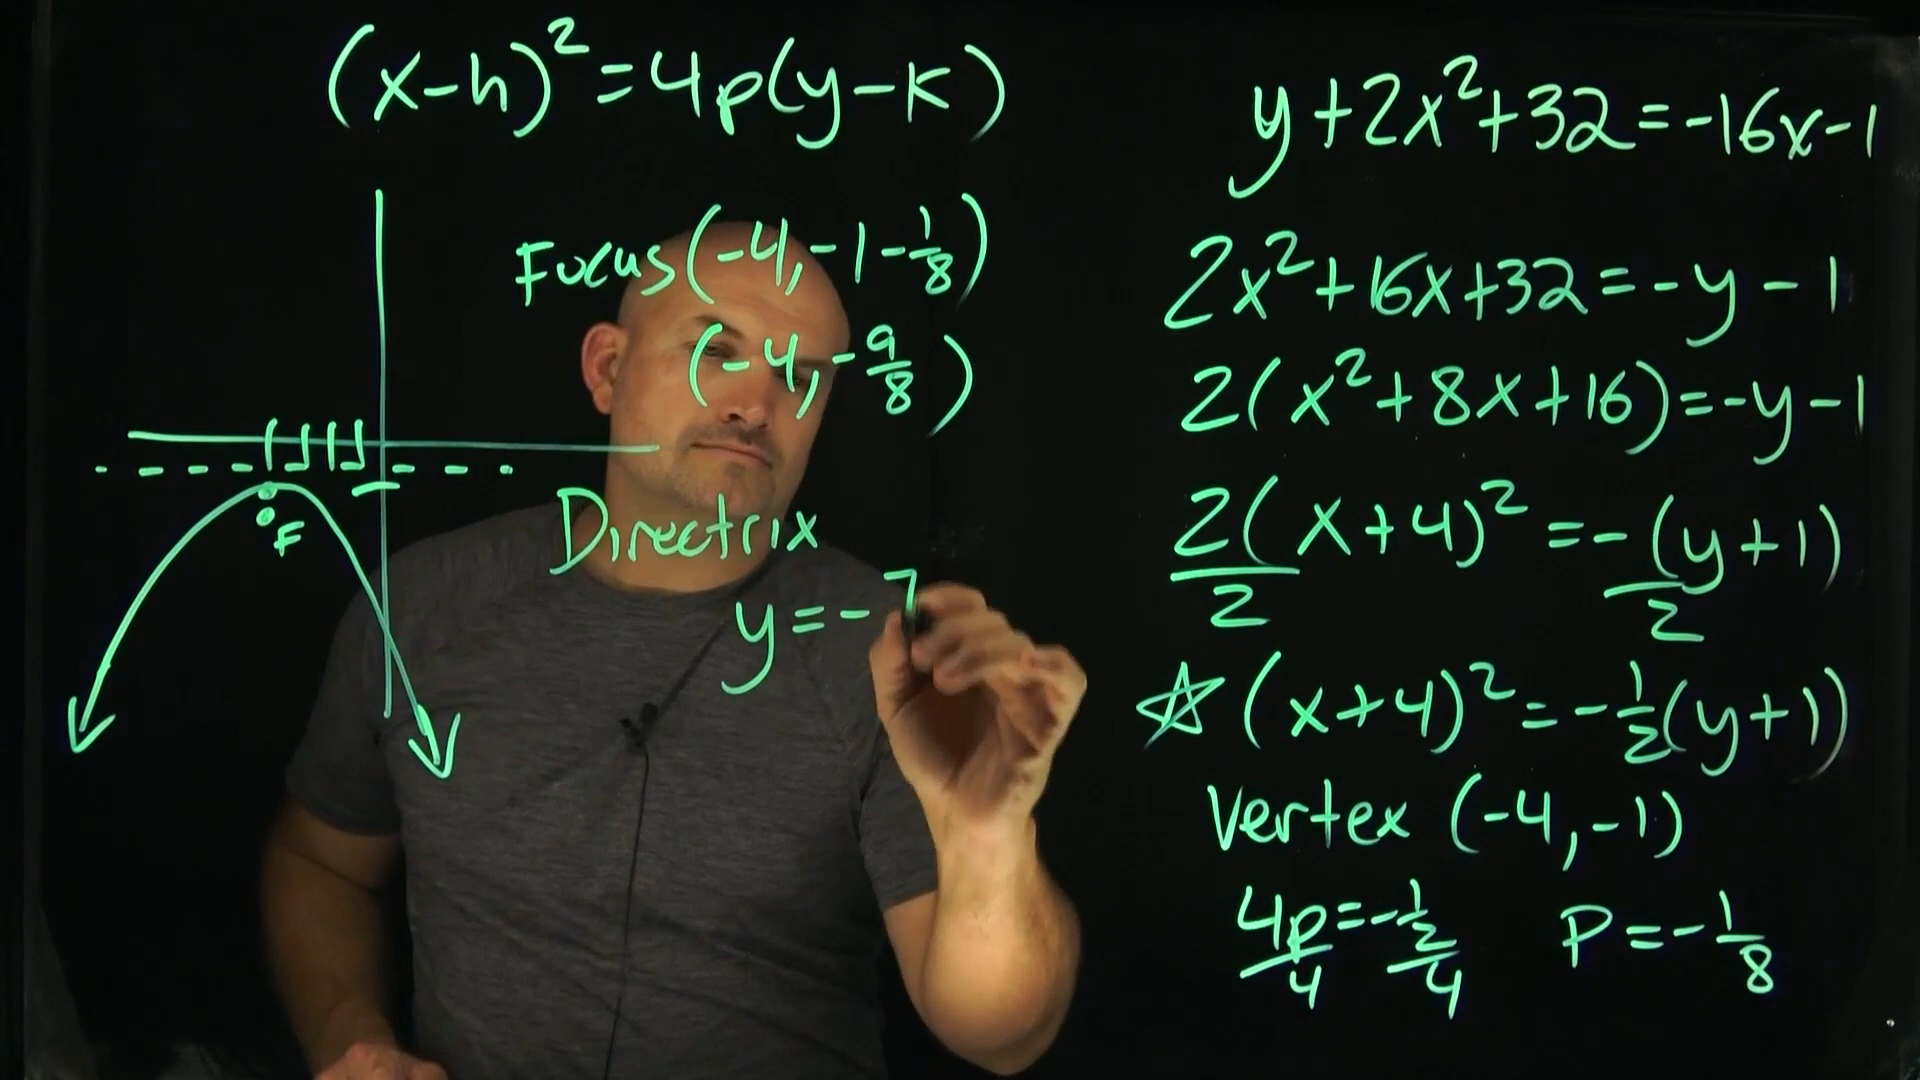 (x-h)²=4p(y-k)
Focus(-4,-1-1/8)
(-4,-9/8)
F
Directrix
y=-7
y+2x²+32=-16x-1
2x²+16x+32=-y-1
2(x²+8x+16)=-y-1
2(x+4)²/2=-(y+1)/2
☆(x+4)²=-1/2(y+1)
Vertex (-4,-1)
4p/4=-1/2/4 P=-1/8